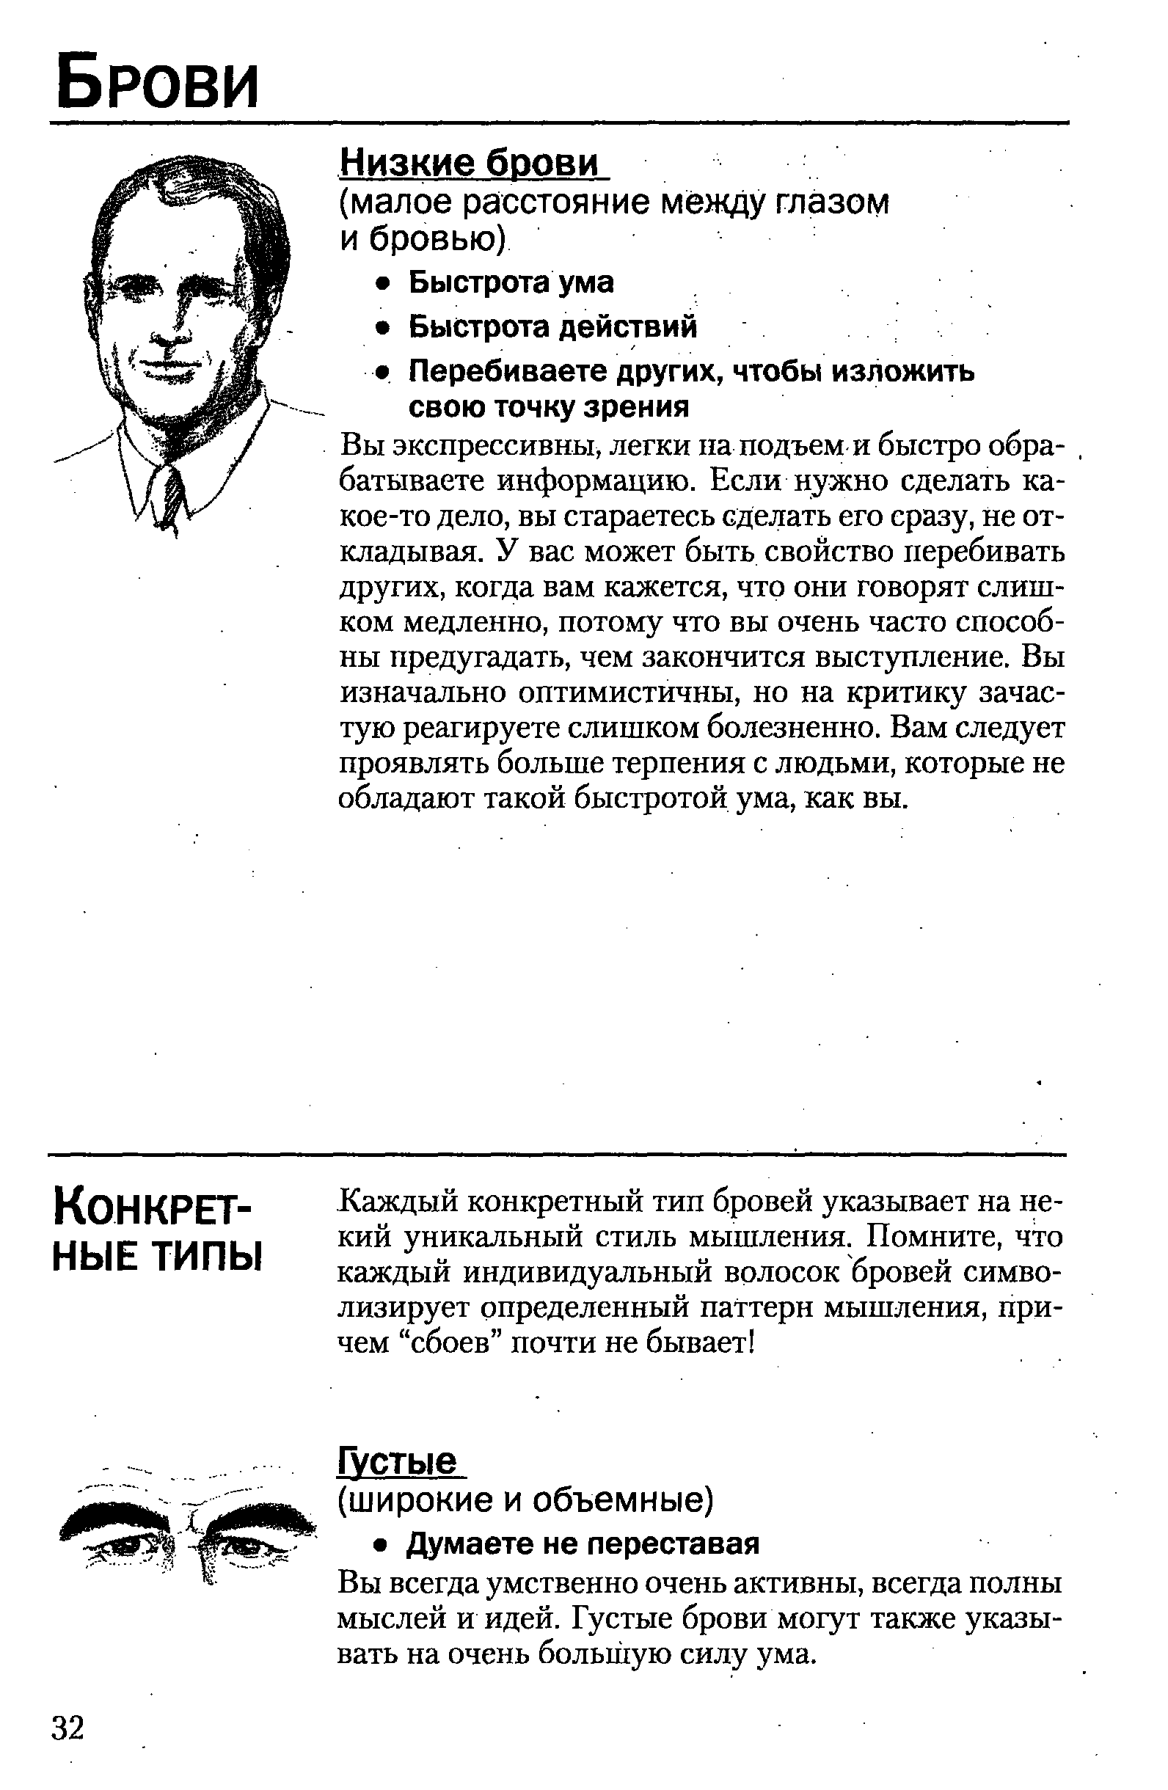 Брови
Низкие брови
(малое расстояние между глазом
и бровью)
• Быстрота ума
• Быстрота действий
• Перебиваете других, чтобы изложить
свою точку зрения
Вы экспрессивны, легки на подъем и быстро обра-
батываете информацию. Если нужно сделать ка-
кое-то дело, вы стараетесь сделать его сразу, не от-
кладывая. У вас может быть свойство перебивать
других, когда вам кажется, что они говорят слиш-
ком медленно, потому что вы очень часто способ-
ны предугадать, чем закончится выступление. Вы
изначально оптимистичны, но на критику зачас-
тую реагируете слишком болезненно. Вам следует
проявлять больше терпения с людьми, которые не
обладают такой быстротой ума, как вы.
Конкрет-
ные типы
Каждый конкретный тип бровей указывает на не-
кий уникальный стиль мышления. Помните, что
каждый индивидуальный волосок бровей симво-
лизирует определенный паттерн мышления, при-
чем “сбоев” почти не бывает!
Густые
(широкие и объемные)
• Думаете не переставая
Вы всегда умственно очень активны, всегда полны
мыслей и идей. Густые брови могут также указы-
вать на очень большую силу ума.
32